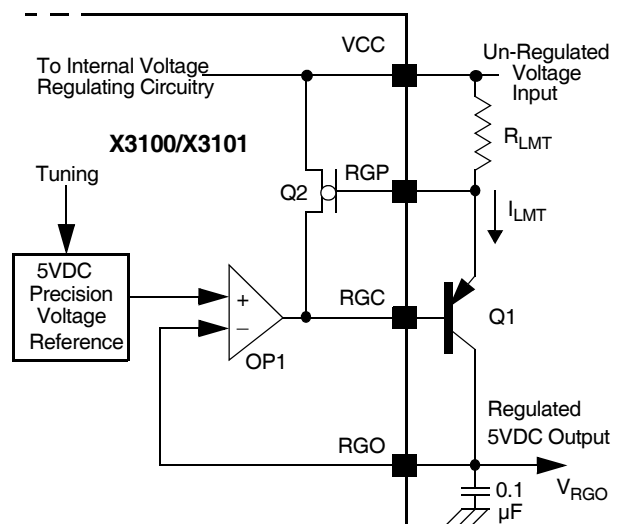 VCC
To Internal Voltage
Regulating Circuitry
Un-Regulated
Voltage
Input
X3100/X3101
RLMT
Tuning
Q2
RGP
ILMT
5VDC
Precision
Voltage
Reference
+
−
OP1
RGC
Q1
RGO
Regulated
5VDC Output
VRGO
0.1
µF